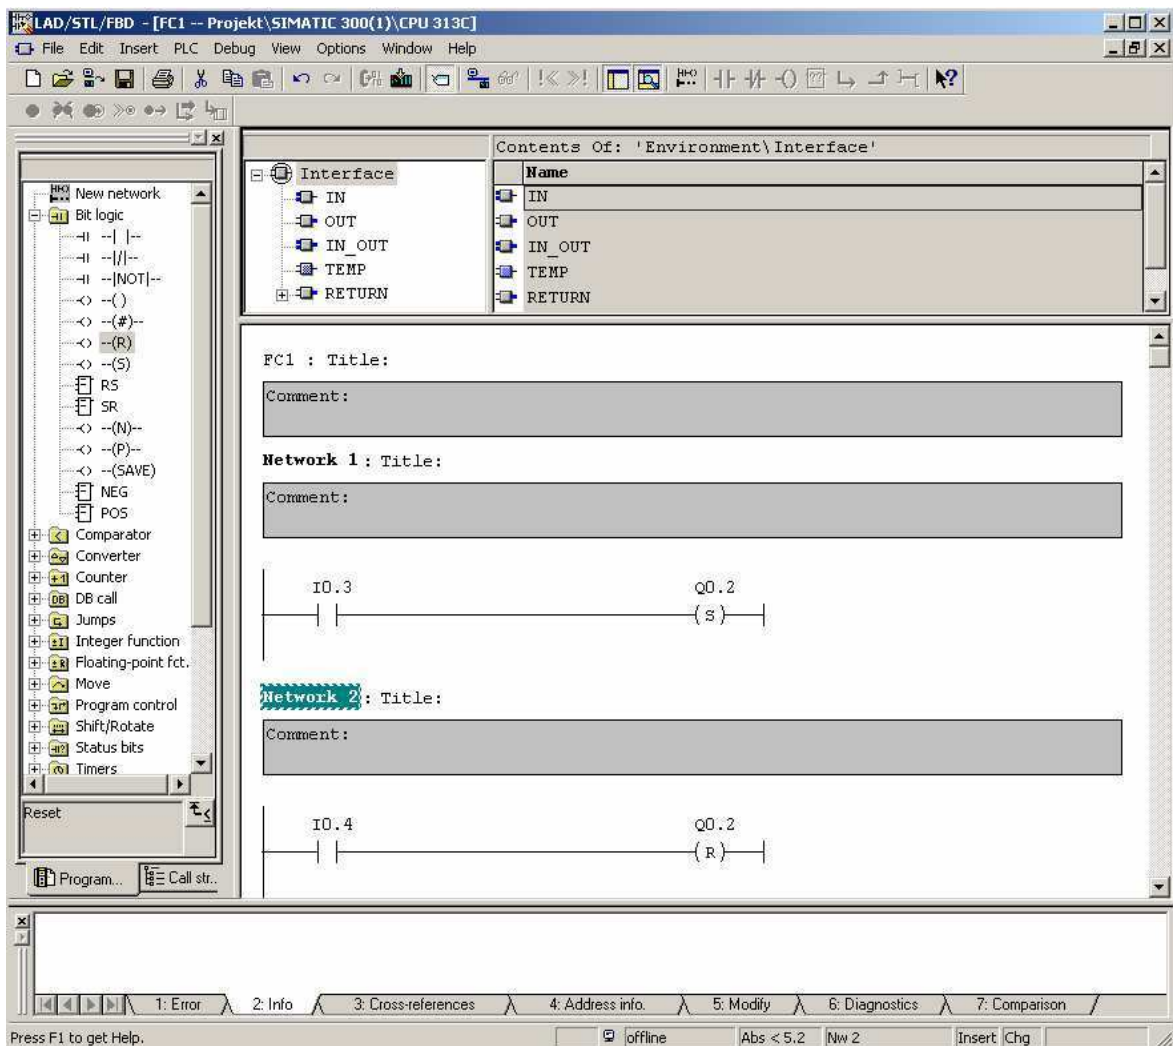 LAD/STL/FBD - [FC1 -- Projekt\SIMATIC 300(1)\CPU 313C]
File Edit Insert PLC Debug View Options Window Help
New network
Bit logic
--| |--
--|/|--
--|NOT|--
--( )
--(#)--
--(R)
--(S)
RS
SR
--(N)--
--(P)--
--(SAVE)
NEG
POS
Comparator
Converter
Counter
DB call
Jumps
Integer function
Floating-point fct.
Move
Program control
Shift/Rotate
Status bits
Timers
Reset
Program... Call str..
Contents Of: 'Environment\Interface'
Interface
IN
OUT
IN_OUT
TEMP
RETURN
Name
IN
OUT
IN_OUT
TEMP
RETURN
FC1 : Title:
Comment:
Network 1 : Title:
Comment:
I0.3 Q0.2
( S )
Network 2 : Title:
Comment:
I0.4 Q0.2
( R )
1: Error 2: Info 3: Cross-references 4: Address info. 5: Modify 6: Diagnostics 7: Comparison
Press F1 to get Help. offline Abs < 5.2 Nw 2 Insert Chg